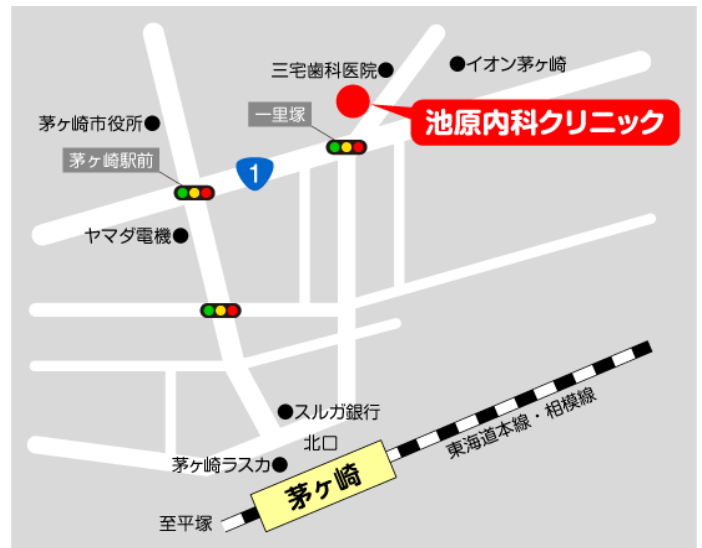 三宅歯科医院
イオン茅ヶ崎
池原内科クリニック
一里塚
茅ヶ崎市役所
茅ヶ崎駅前
1
ヤマダ電機
スルガ銀行
北口
東海道本線・相模線
茅ヶ崎ラスカ
茅ヶ崎
至平塚